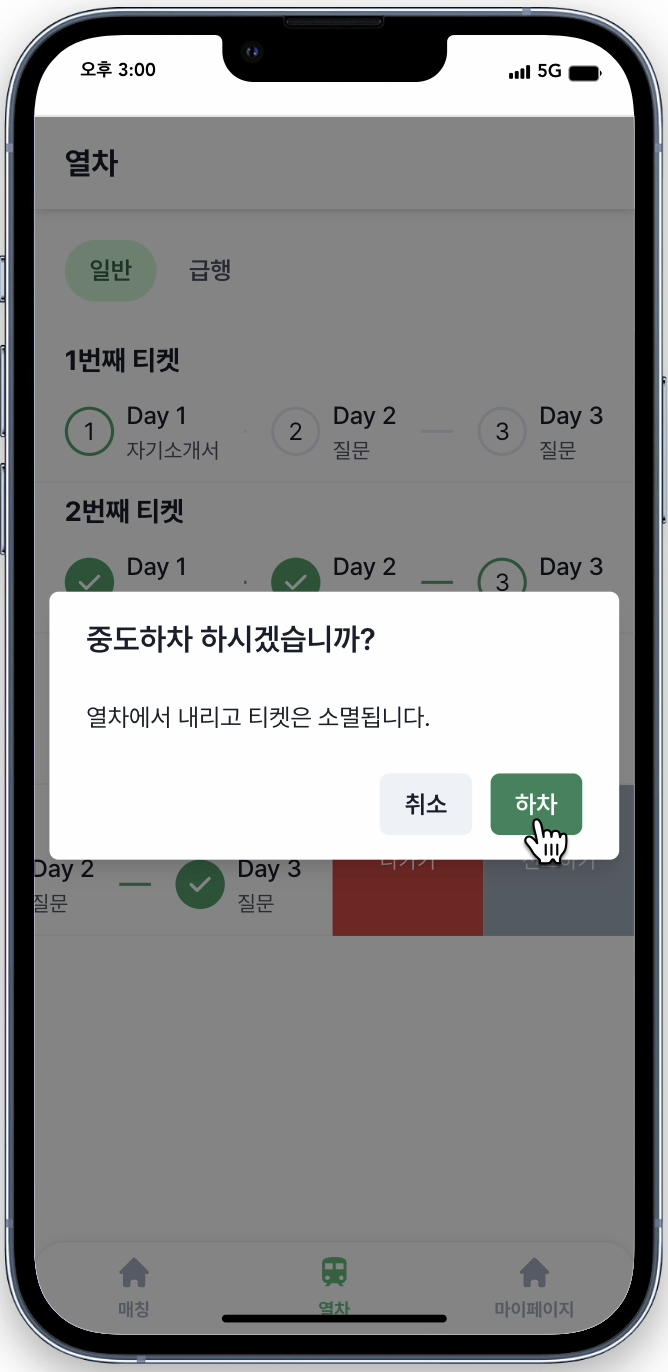 오후 3:00
5G
열차
일반 급행
1번째 티켓
1 Day 1 2 Day 2 3 Day 3
자기소개서 질문 질문
2번째 티켓
Day 1 Day 2 3 Day 3
중도하차 하시겠습니까?
열차에서 내리고 티켓은 소멸됩니다.
취소 하차
Day 2 Day 3
질문 질문
매칭 열차 마이페이지